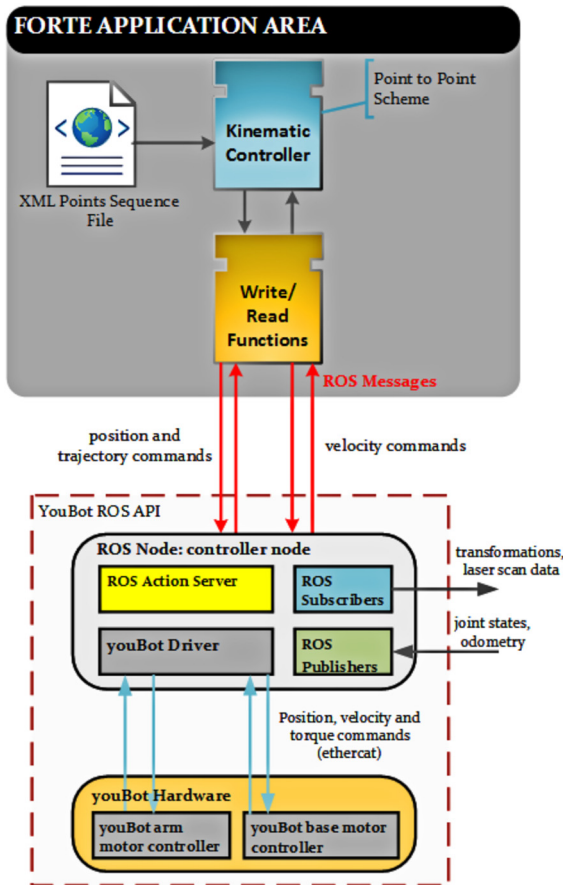 FORTE APPLICATION AREA
Point to Point
Scheme
Kinematic
Controller
XML Points Sequence
File
Write/
Read
Functions
ROS Messages
position and
trajectory commands
velocity commands
YouBot ROS API
ROS Node: controller node
transformations,
laser scan data
ROS Action Server
ROS
Subscribers
joint states,
odometry
youBot Driver
ROS
Publishers
Position, velocity and
torque commands
(ethercat)
youBot Hardware
youBot arm
motor controller
youBot base motor
controller